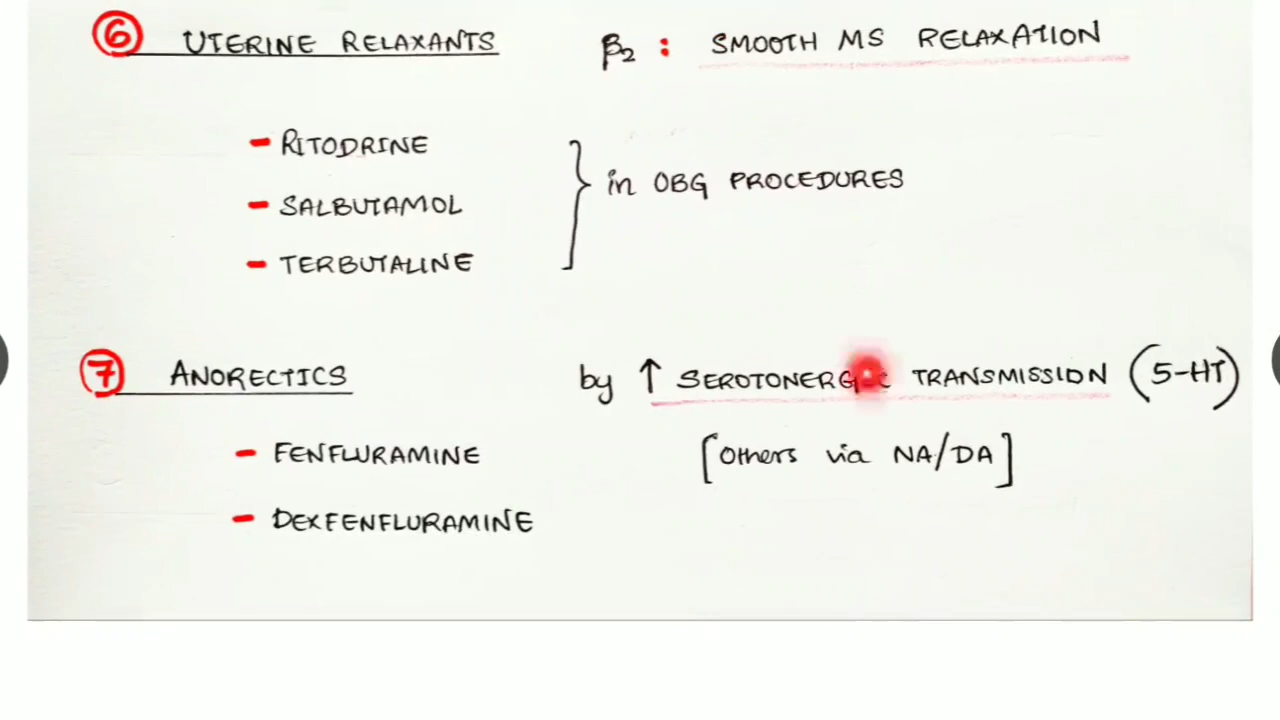 6 UTERINE RELAXANTS β2 : SMOOTH MS RELAXATION
- RITODRINE
- SALBUTAMOL } in OBG PROCEDURES
- TERBUTALINE
7 ANORECTICS by ↑ SEROTONERGIC TRANSMISSION (5-HT)
- FENFLURAMINE [Others via NA/DA]
- DEXFENFLURAMINE